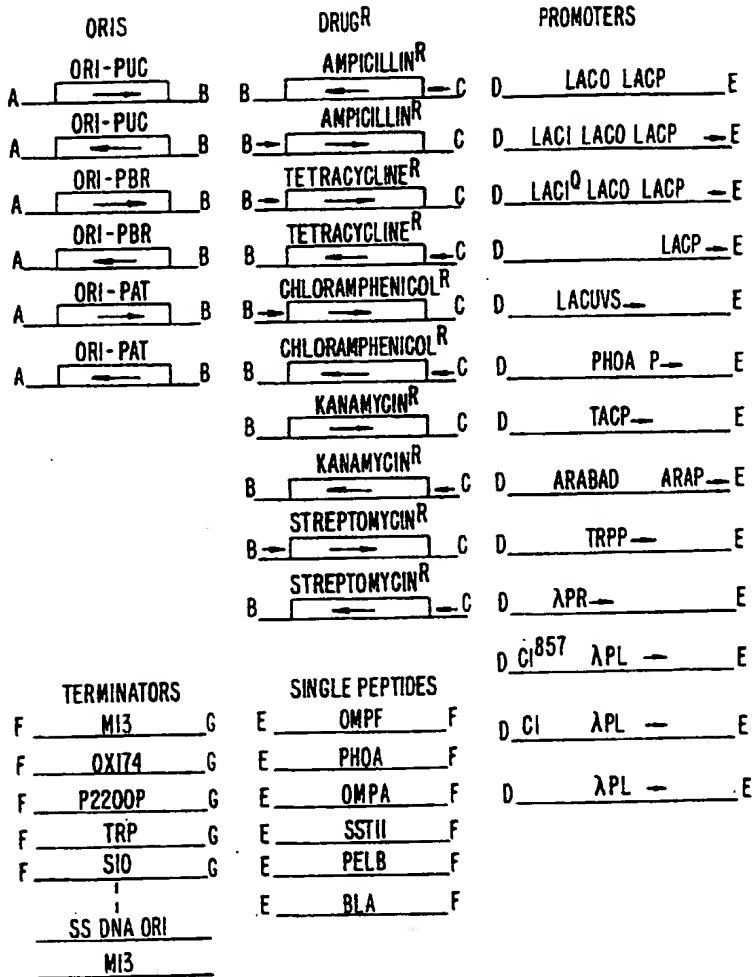 ORIS
ORI-PUC
A B
ORI-PUC
A B
ORI-PBR
A B
ORI-PBR
A B
ORI-PAT
A B
ORI-PAT
A B
DRUGR
AMPICILLINR
B C
AMPICILLINR
B C
TETRACYCLINER
B C
TETRACYCLINER
B C
CHLORAMPHENICOLR
B C
CHLORAMPHENICOLR
B C
KANAMYCINR
B C
KANAMYCINR
B C
STREPTOMYCINR
B C
STREPTOMYCINR
B C
PROMOTERS
D LACO LACP E
D LACI LACO LACP E
D LACIQ LACO LACP E
D LACP E
D LACUVS E
D PHOA P E
D TACP E
D ARABAD ARAP E
D TRPP E
D λPR E
D CI857 λPL E
D CI λPL E
D λPL E
TERMINATORS
F M13 G
F OX174 G
F P2200P G
F TRP G
F S10 G
SS DNA ORI
M13
SINGLE PEPTIDES
E OMPF F
E PHOA F
E OMPA F
E SSTII F
E PELB F
E BLA F